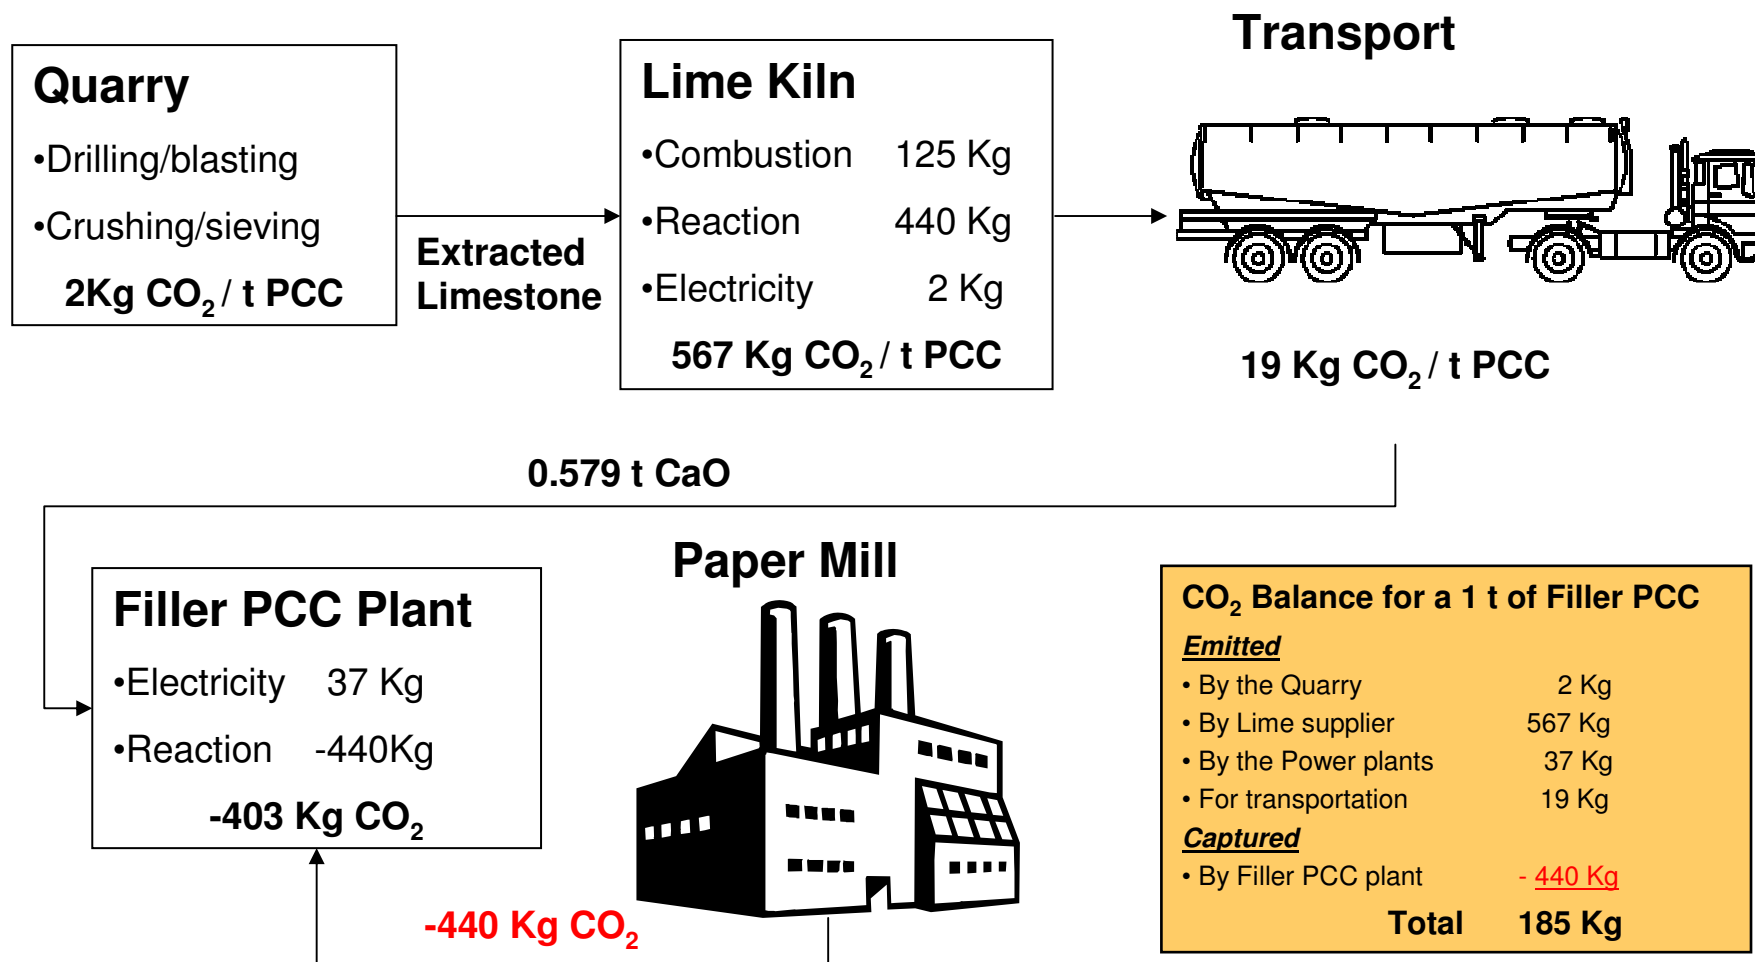 Quarry
•Drilling/blasting
•Crushing/sieving
2Kg CO₂ / t PCC
Extracted
Limestone
Lime Kiln
•Combustion 125 Kg
•Reaction 440 Kg
•Electricity 2 Kg
567 Kg CO₂ / t PCC
Transport
19 Kg CO₂ / t PCC
0.579 t CaO
Filler PCC Plant
•Electricity 37 Kg
•Reaction -440Kg
-403 Kg CO₂
Paper Mill
-440 Kg CO₂
CO₂ Balance for a 1 t of Filler PCC
Emitted
• By the Quarry 2 Kg
• By Lime supplier 567 Kg
• By the Power plants 37 Kg
• For transportation 19 Kg
Captured
• By Filler PCC plant - 440 Kg
Total 185 Kg